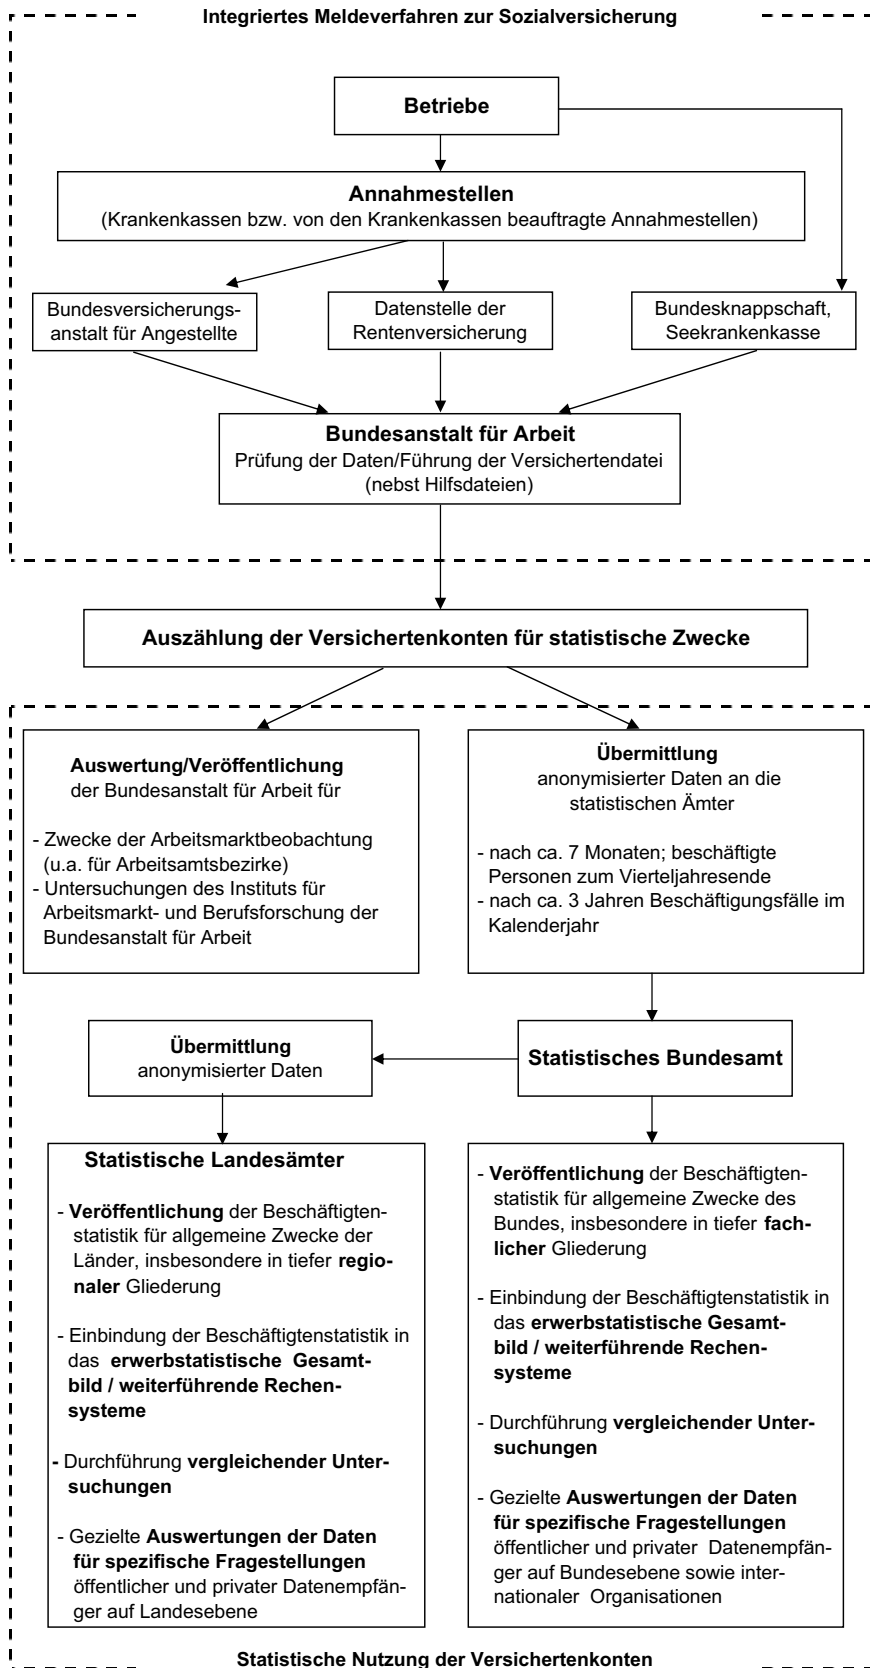 Integriertes Meldeverfahren zur Sozialversicherung
Betriebe
Annahmestellen
(Krankenkassen bzw. von den Krankenkassen beauftragte Annahmestellen)
Bundesversicherungs-
anstalt für Angestellte
Datenstelle der
Rentenversicherung
Bundesknappschaft,
Seekrankenkasse
Bundesanstalt für Arbeit
Prüfung der Daten/Führung der Versichertendatei
(nebst Hilfsdateien)
Auszählung der Versichertenkonten für statistische Zwecke
Auswertung/Veröffentlichung
der Bundesanstalt für Arbeit für
- Zwecke der Arbeitsmarktbeobachtung
(u.a. für Arbeitsamtsbezirke)
- Untersuchungen des Instituts für
Arbeitsmarkt- und Berufsforschung der
Bundesanstalt für Arbeit
Übermittlung
anonymisierter Daten an die
statistischen Ämter
- nach ca. 7 Monaten; beschäftigte
Personen zum Vierteljahresende
- nach ca. 3 Jahren Beschäftigungsfälle im
Kalenderjahr
Übermittlung
anonymisierter Daten
Statistisches Bundesamt
Statistische Landesämter
- Veröffentlichung der Beschäftigten-
statistik für allgemeine Zwecke der
Länder, insbesondere in tiefer regio-
naler Gliederung
- Einbindung der Beschäftigtenstatistik in
das erwerbstatistische Gesamt-
bild / weiterführende Rechen-
systeme
- Durchführung vergleichender Unter-
suchungen
- Gezielte Auswertungen der Daten
für spezifische Fragestellungen
öffentlicher und privater Datenempfän-
ger auf Landesebene
- Veröffentlichung der Beschäftigten-
statistik für allgemeine Zwecke des
Bundes, insbesondere in tiefer fach-
licher Gliederung
- Einbindung der Beschäftigtenstatistik in
das erwerbstatistische Gesamt-
bild / weiterführende Rechen-
systeme
- Durchführung vergleichender Unter-
suchungen
- Gezielte Auswertungen der Daten
für spezifische Fragestellungen
öffentlicher und privater Datenempfän-
ger auf Bundesebene sowie inter-
nationaler Organisationen
Statistische Nutzung der Versichertenkonten